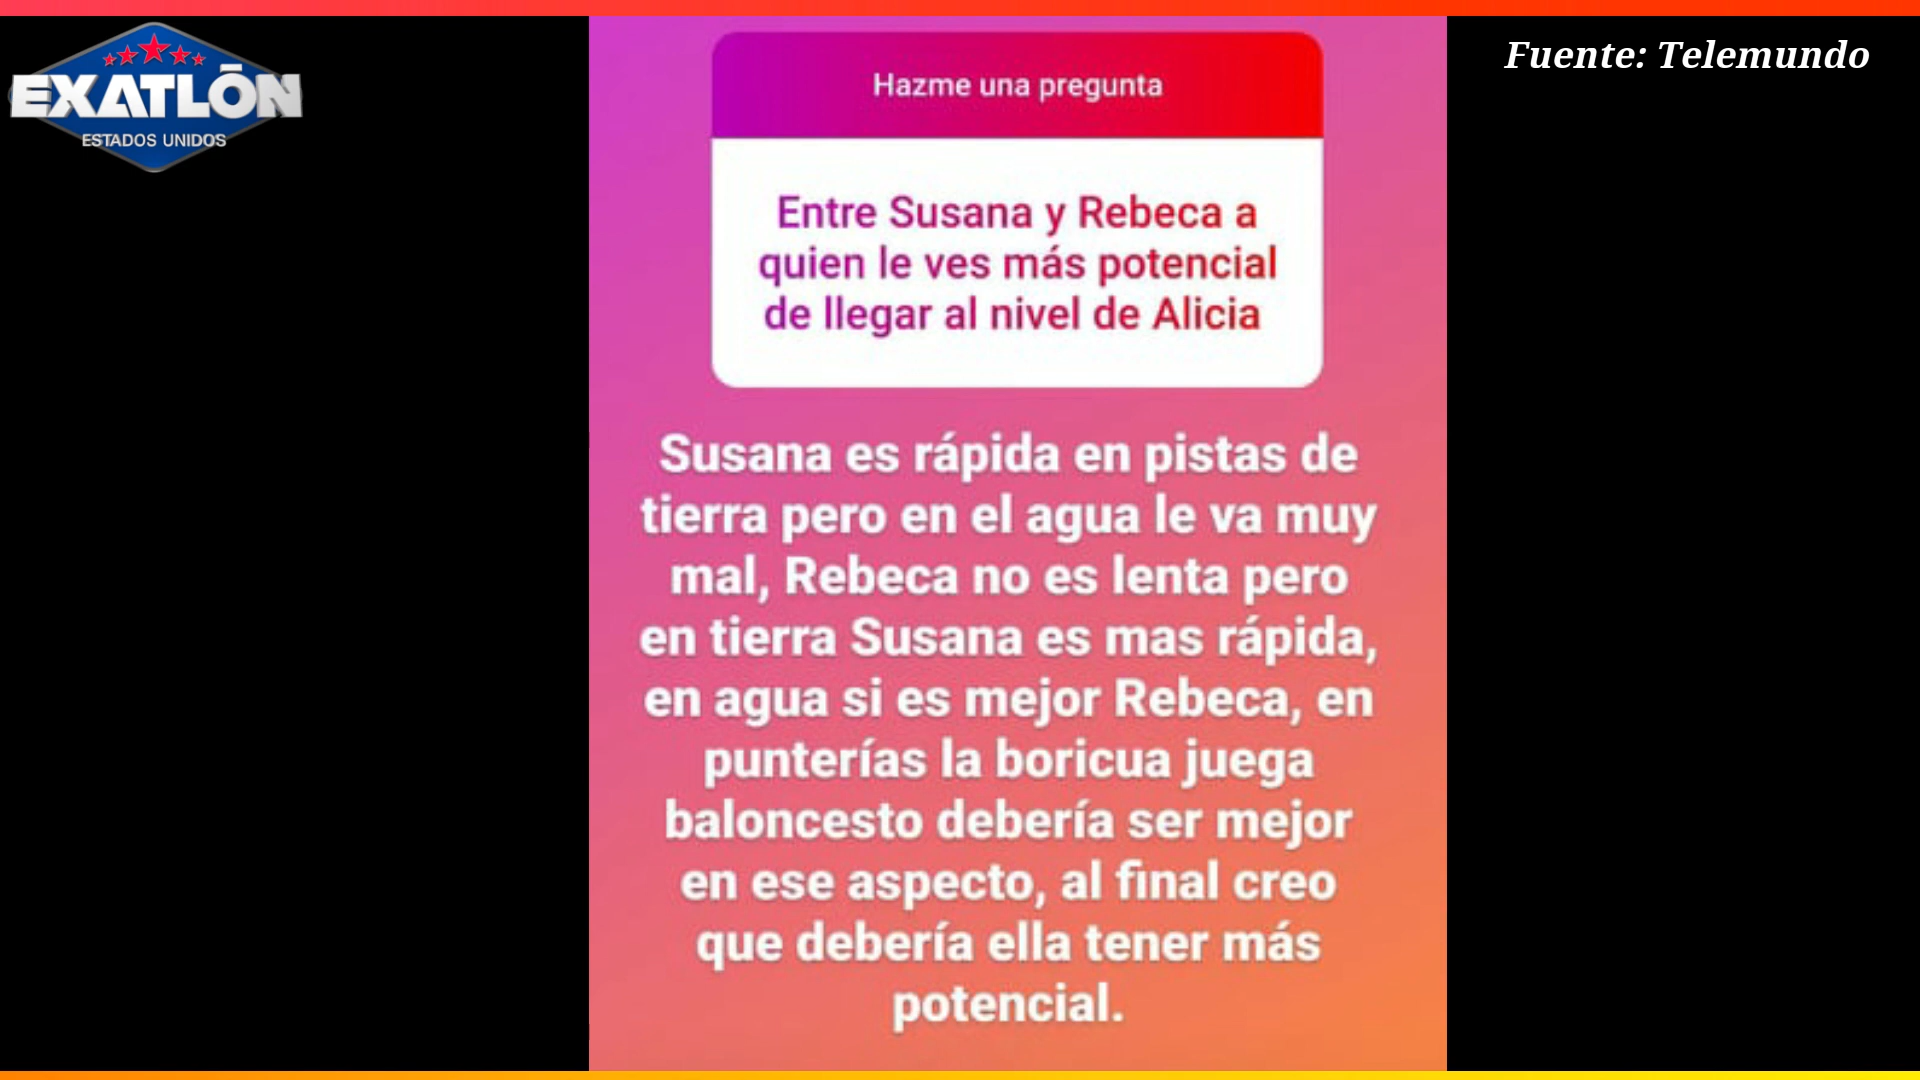 EXATLŌN
ESTADOS UNIDOS
Fuente: Telemundo
Hazme una pregunta
Entre Susana y Rebeca a
quien le ves más potencial
de llegar al nivel de Alicia
Susana es rápida en pistas de
tierra pero en el agua le va muy
mal, Rebeca no es lenta pero
en tierra Susana es mas rápida,
en agua si es mejor Rebeca, en
punterías la boricua juega
baloncesto debería ser mejor
en ese aspecto, al final creo
que debería ella tener más
potencial.